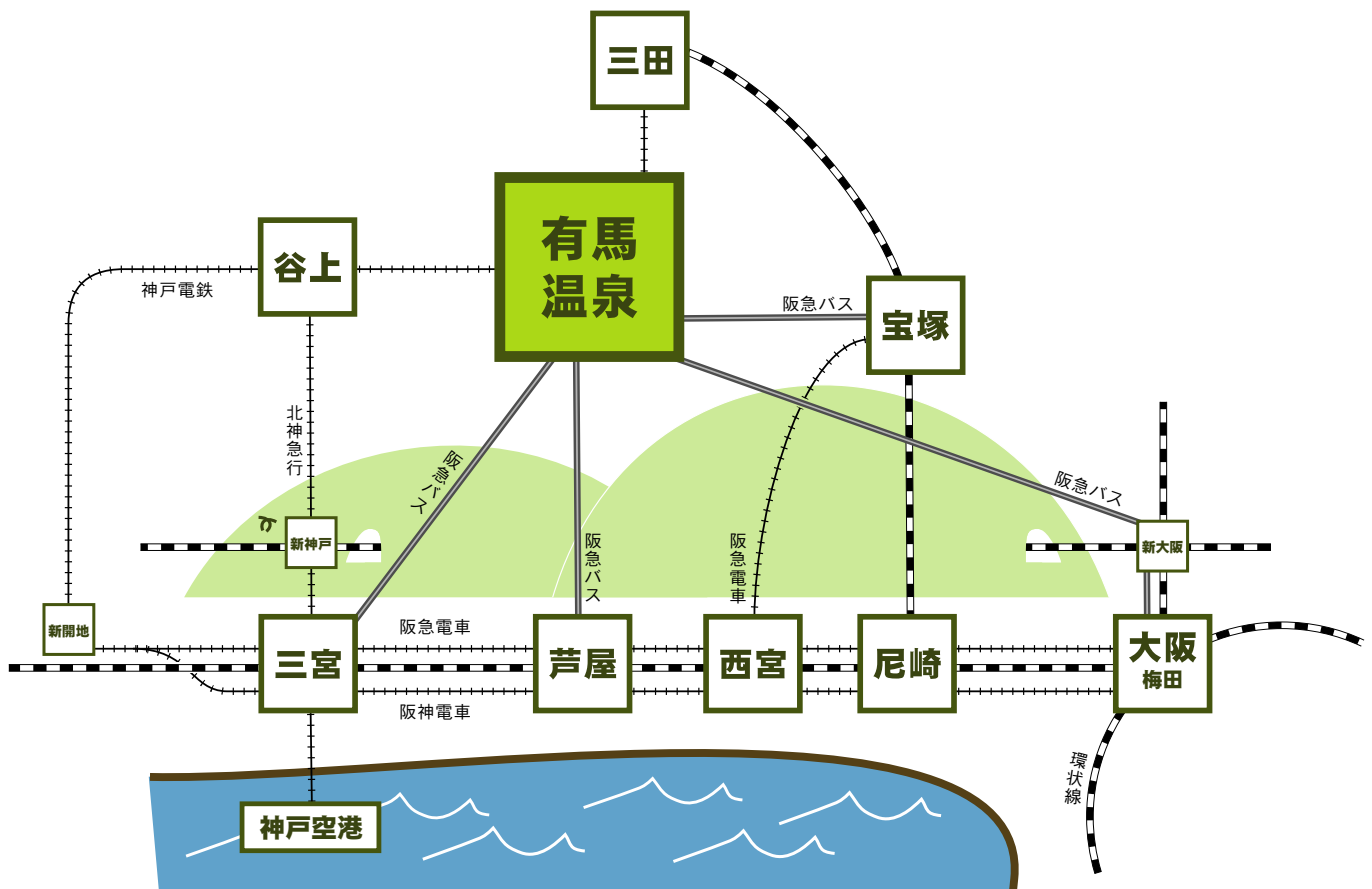 三田
有馬
温泉
谷上
神戸電鉄
阪急バス
宝塚
北神急行
阪急バス
阪急バス
新神戸
阪急バス
阪急電車
新大阪
新開地
阪急電車
三宮
芦屋
西宮
尼崎
大阪
梅田
阪神電車
環状線
神戸空港